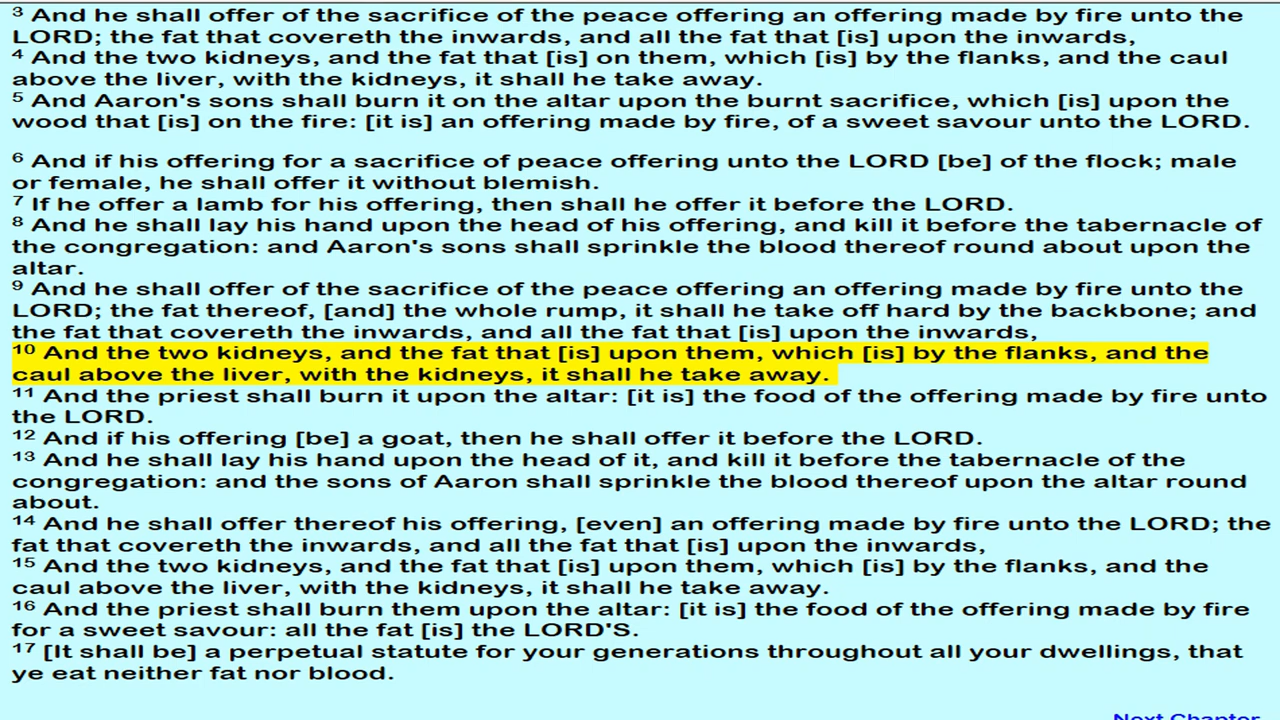 3 And he shall offer of the sacrifice of the peace offering an offering made by fire unto the
LORD; the fat that covereth the inwards, and all the fat that [is] upon the inwards,
4 And the two kidneys, and the fat that [is] on them, which [is] by the flanks, and the caul
above the liver, with the kidneys, it shall he take away.
5 And Aaron's sons shall burn it on the altar upon the burnt sacrifice, which [is] upon the
wood that [is] on the fire: [it is] an offering made by fire, of a sweet savour unto the LORD.
6 And if his offering for a sacrifice of peace offering unto the LORD [be] of the flock; male
or female, he shall offer it without blemish.
7 If he offer a lamb for his offering, then shall he offer it before the LORD.
8 And he shall lay his hand upon the head of his offering, and kill it before the tabernacle of
the congregation: and Aaron's sons shall sprinkle the blood thereof round about upon the
altar.
9 And he shall offer of the sacrifice of the peace offering an offering made by fire unto the
LORD; the fat thereof, [and] the whole rump, it shall he take off hard by the backbone; and
the fat that covereth the inwards, and all the fat that [is] upon the inwards,
10 And the two kidneys, and the fat that [is] upon them, which [is] by the flanks, and the
caul above the liver, with the kidneys, it shall he take away.
11 And the priest shall burn it upon the altar: [it is] the food of the offering made by fire unto
the LORD.
12 And if his offering [be] a goat, then he shall offer it before the LORD.
13 And he shall lay his hand upon the head of it, and kill it before the tabernacle of the
congregation: and the sons of Aaron shall sprinkle the blood thereof upon the altar round
about.
14 And he shall offer thereof his offering, [even] an offering made by fire unto the LORD; the
fat that covereth the inwards, and all the fat that [is] upon the inwards,
15 And the two kidneys, and the fat that [is] upon them, which [is] by the flanks, and the
caul above the liver, with the kidneys, it shall he take away.
16 And the priest shall burn them upon the altar: [it is] the food of the offering made by fire
for a sweet savour: all the fat [is] the LORD'S.
17 [It shall be] a perpetual statute for your generations throughout all your dwellings, that
ye eat neither fat nor blood.
Next Chapter